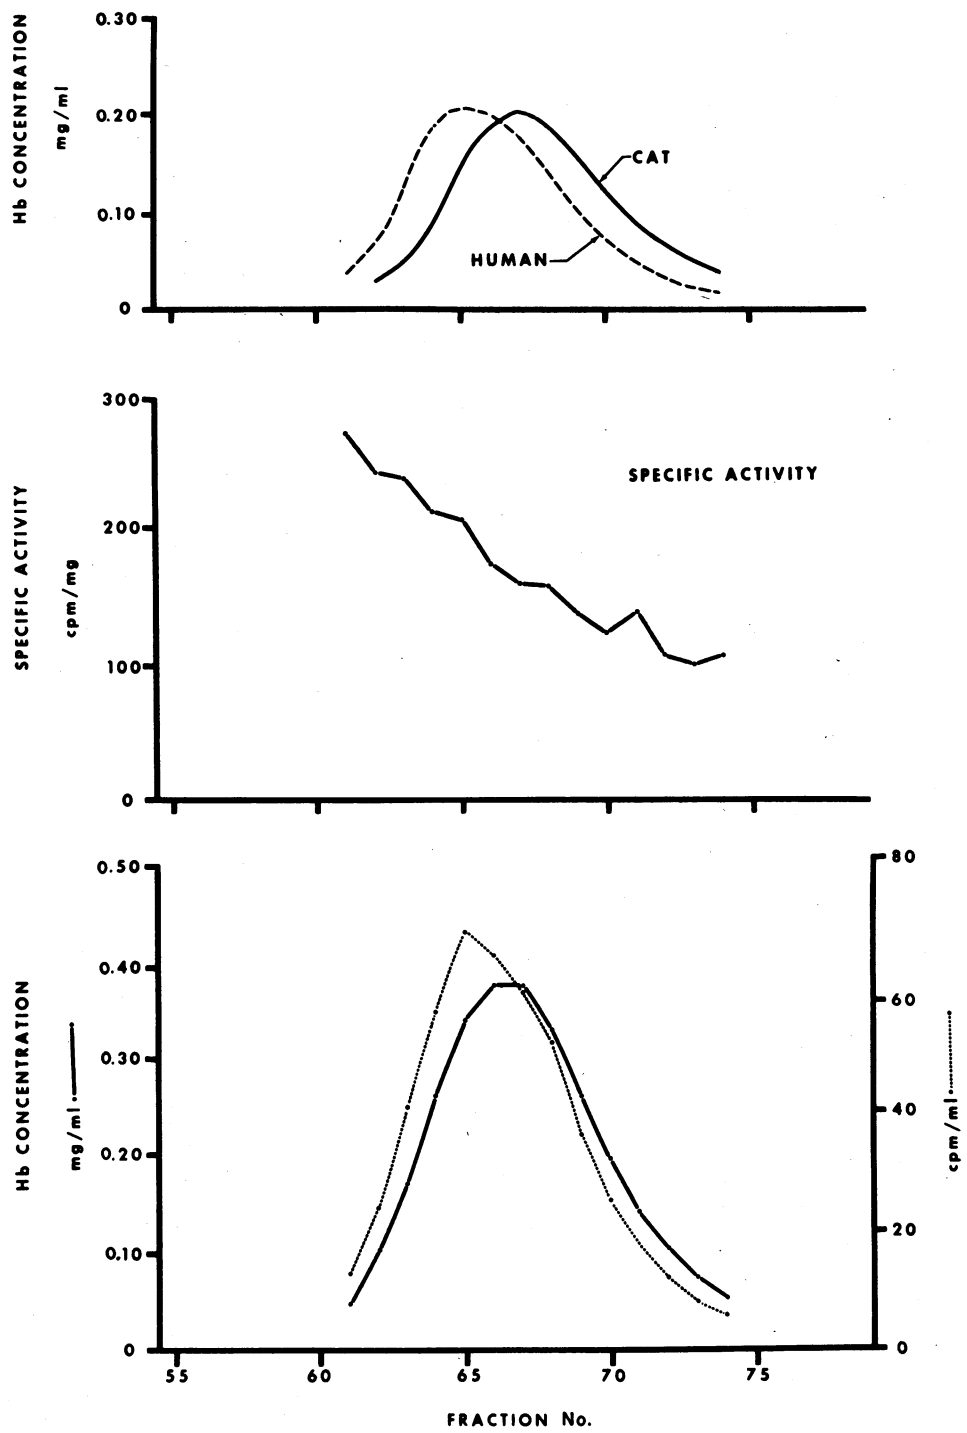 Hb CONCENTRATION
mg/ml
0.30
0.20
0.10
0
CAT
HUMAN
SPECIFIC ACTIVITY
cpm/mg
300
200
100
0
SPECIFIC ACTIVITY
Hb CONCENTRATION
mg/ml
0.50
0.40
0.30
0.20
0.10
0
80
60
40
20
0
cpm/ml
55 60 65 70 75
FRACTION No.